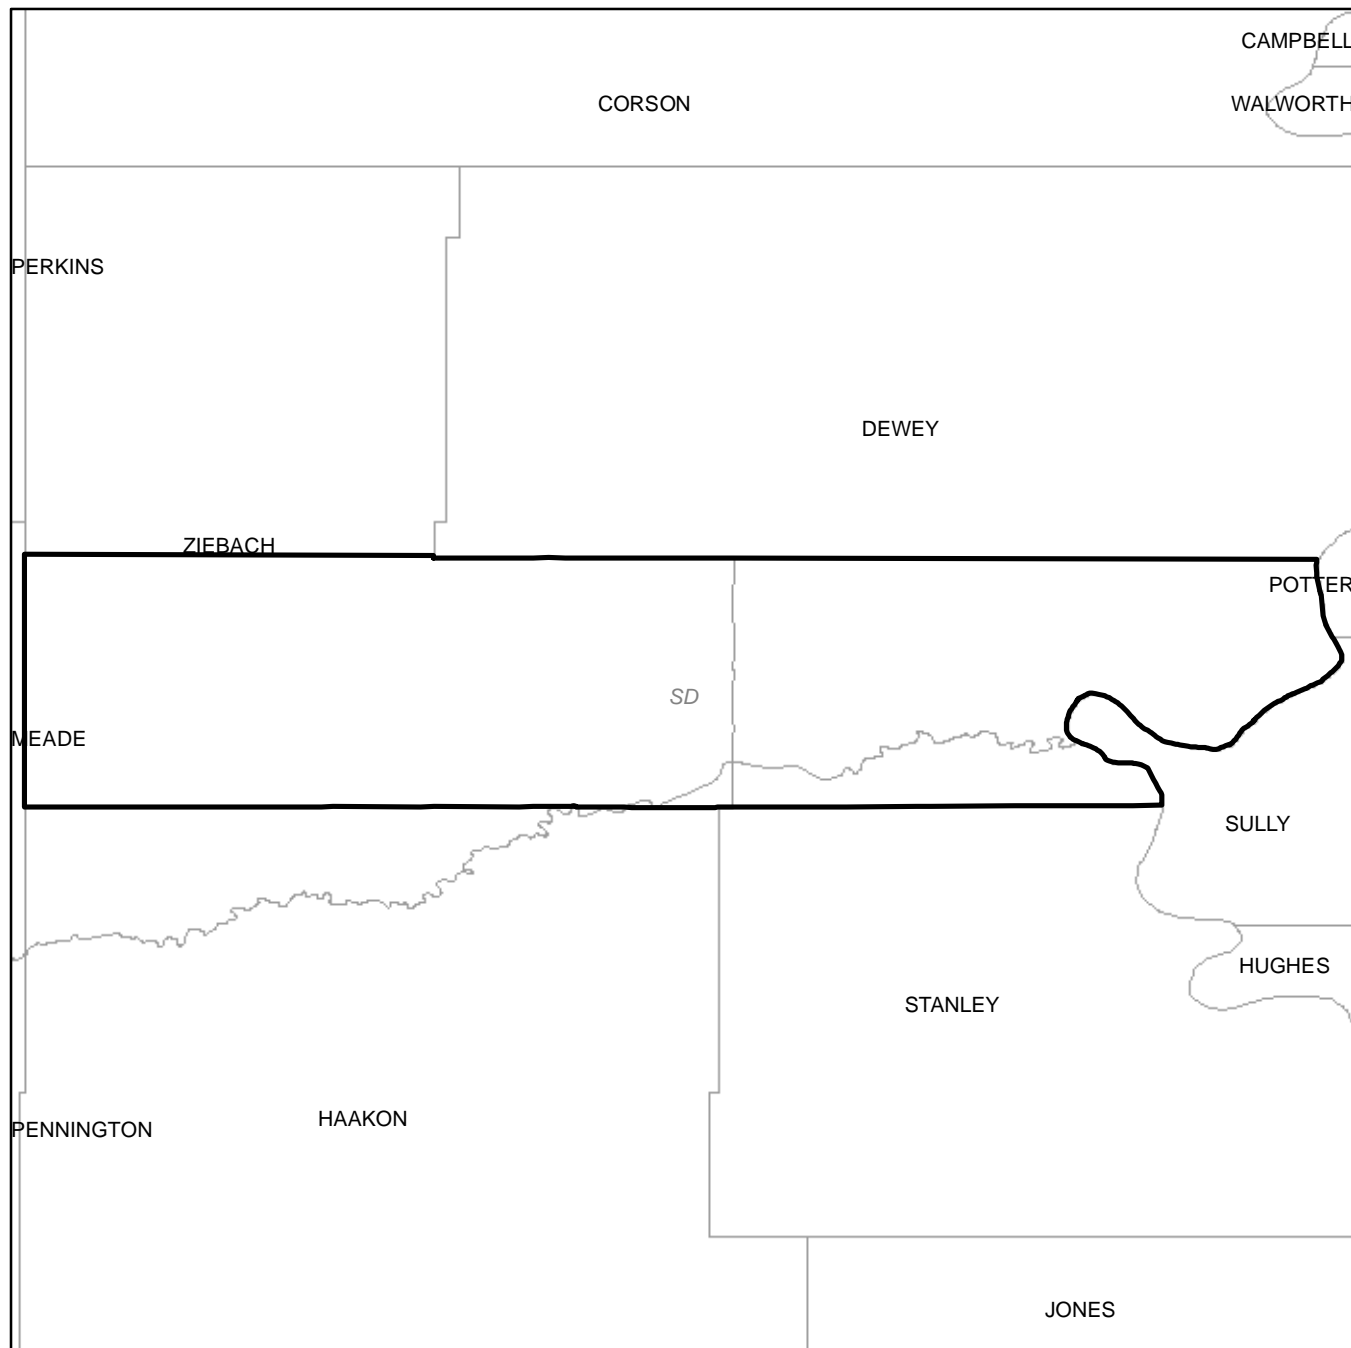 CAMPBELL
CORSON
WALWORTH
PERKINS
DEWEY
ZIEBACH
POTTER
SD
MEADE
SULLY
HUGHES
STANLEY
HAAKON
PENNINGTON
JONES